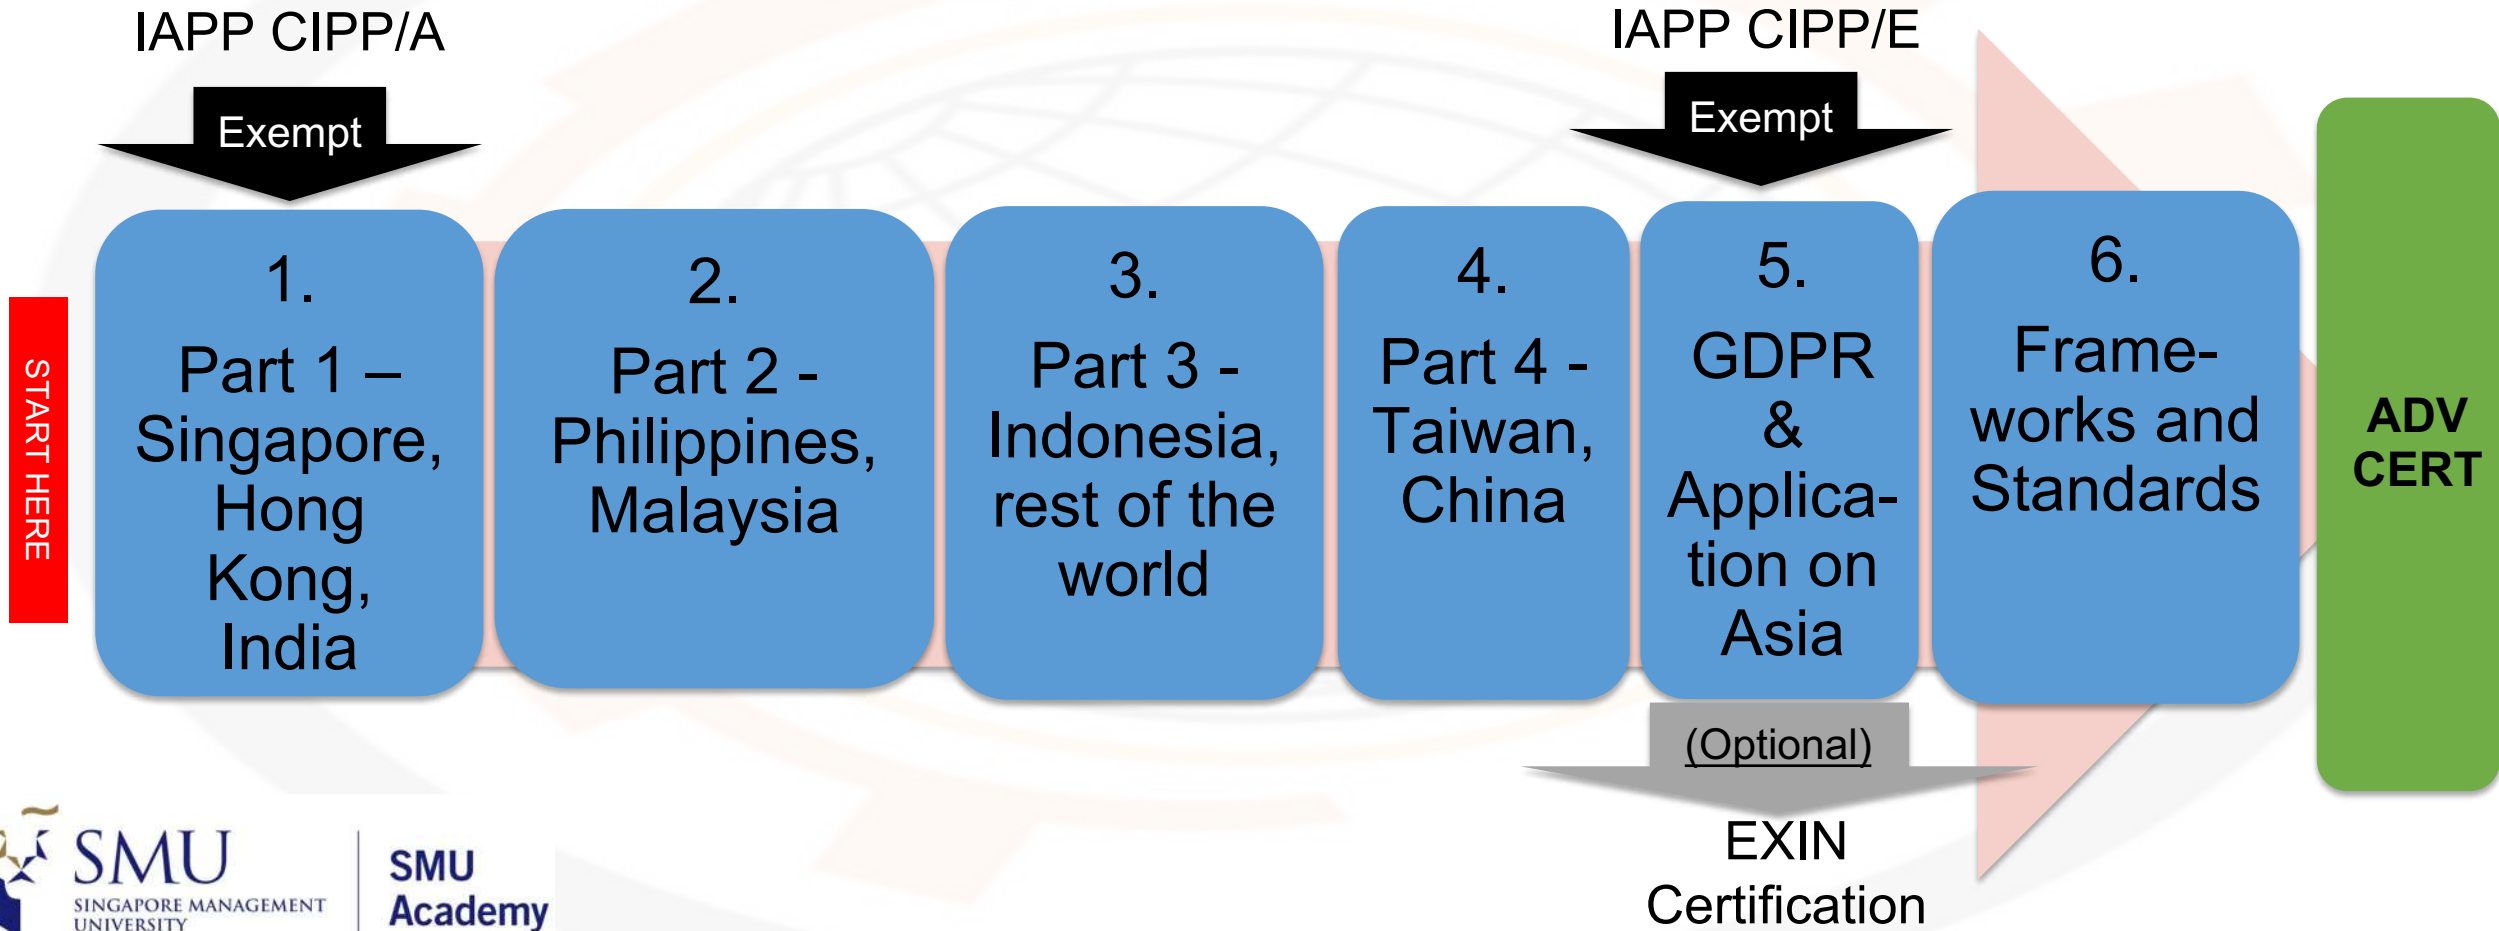 IAPP CIPP/A
Exempt
IAPP CIPP/E
Exempt
START HERE
1.
Part 1 –
Singapore,
Hong
Kong,
India
2.
Part 2 -
Philippines,
Malaysia
3.
Part 3 -
Indonesia,
rest of the
world
4.
Part 4 -
Taiwan,
China
5.
GDPR
&
Applica-
tion on
Asia
6.
Frame-
works and
Standards
ADV
CERT
(Optional)
EXIN
Certification
SMU
SINGAPORE MANAGEMENT
UNIVERSITY
SMU
Academy